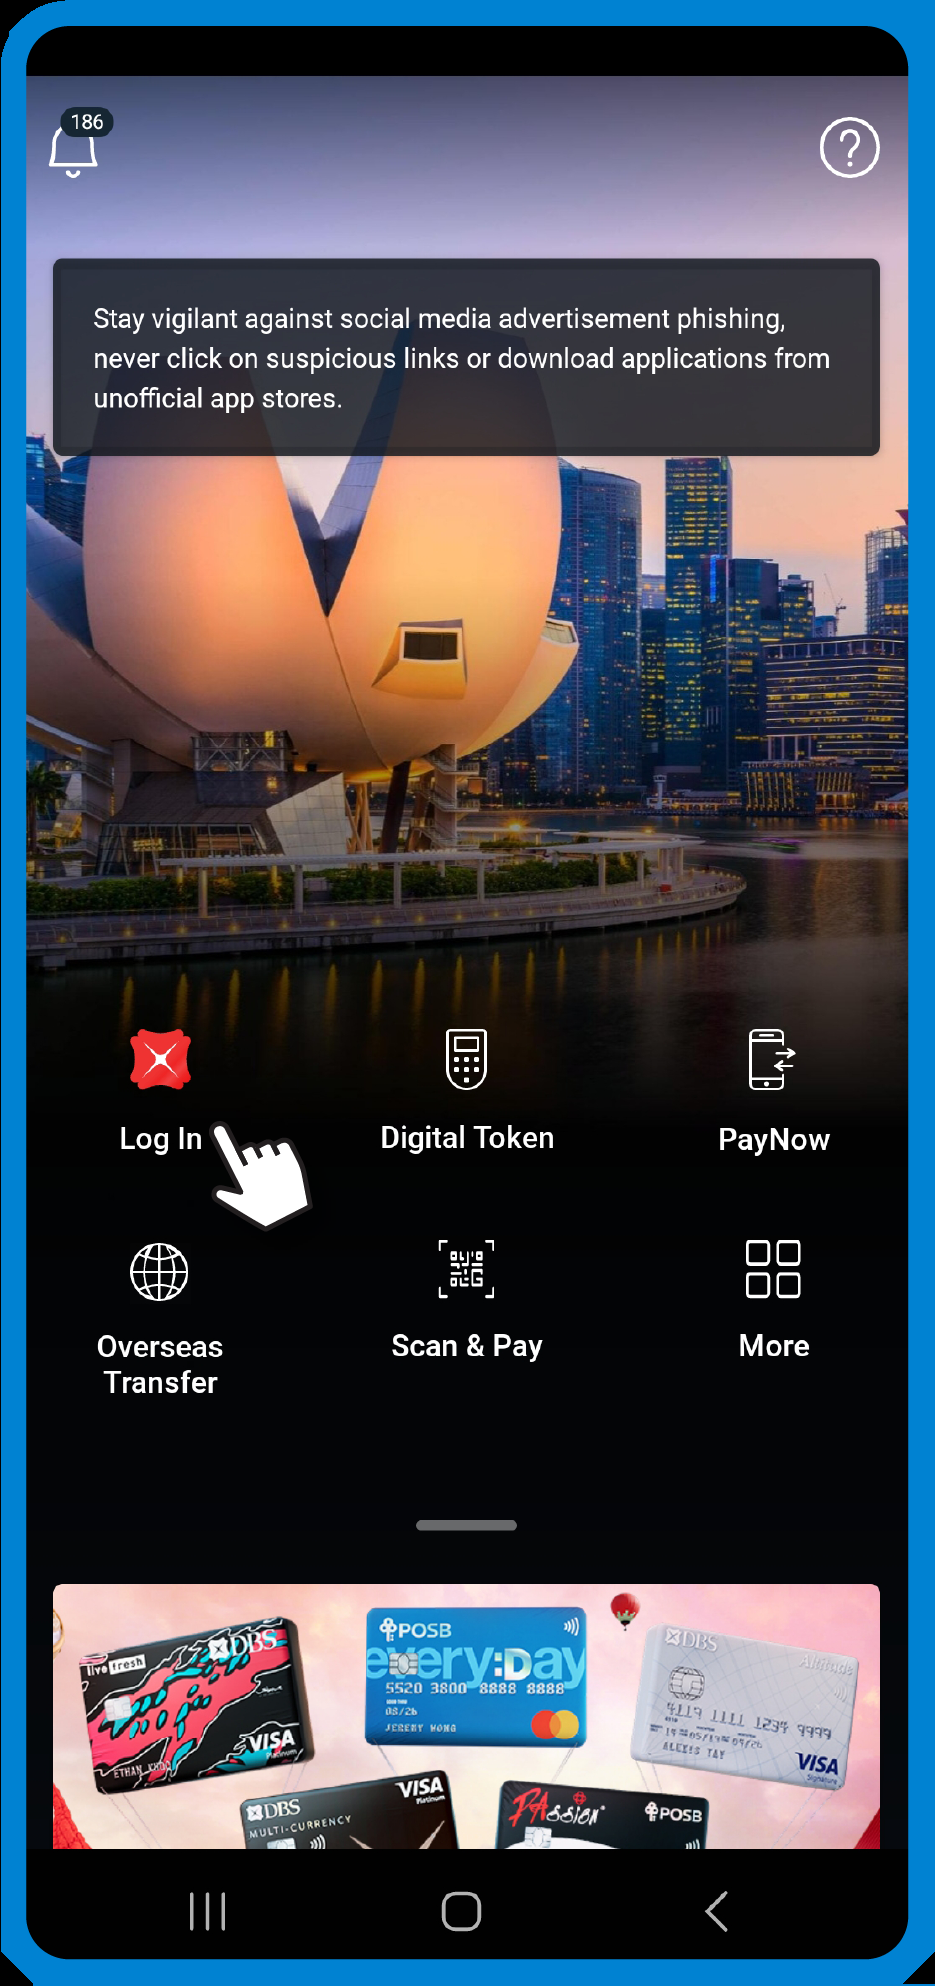 186
Stay vigilant against social media advertisement phishing,
never click on suspicious links or download applications from
unofficial app stores.
Log In
Digital Token
PayNow
Overseas
Transfer
Scan & Pay
More
live fresh
DBS
VISA
Platinum
ETHAN KHOO
POSB
everyday
5520 3800 8888 8888
08/26
JEREMY WONG
DBS
Altitude
4119 1111 1234 9999
ALEXIS TAY
VISA
Signature
DBS
MULTI-CURRENCY
VISA
Platinum
PAssion
POSB